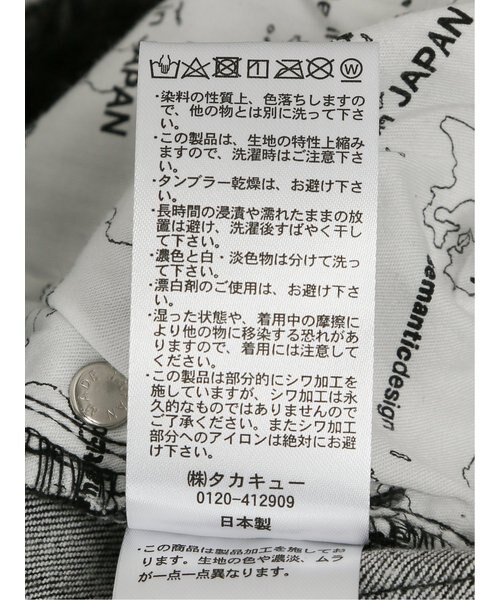 JAPAN
JAPAN
・染料の性質上、色落ちしますの
で、他の物とは別に洗って下さ
い。
・この製品は、生地の特性上縮み
ますので、洗濯時はご注意下さ
い。
・タンブラー乾燥は、お避け下さ
い。
・長時間の浸漬や濡れたままの放
置は避け、洗濯後すばやく干し
て下さい。
・濃色と白・淡色物は分けて洗っ
て下さい。
・漂白剤のご使用は、お避け下さ
い。
・湿った状態や、着用中の摩擦に
より他の物に移染する恐れがあ
りますので、着用には注意して
ください。
・この製品は部分的にシワ加工を
施していますが、シワ加工は永
久的なものではありませんので
ご了承ください。またシワ加工
部分へのアイロンは絶対にお避
け下さい。
㈱タカキュー
0120-412909
日本製
・この商品は製品加工を施してお
ります。生地の色や濃淡、ムラ
が一点一点異なります。
semanticdesign
MADE